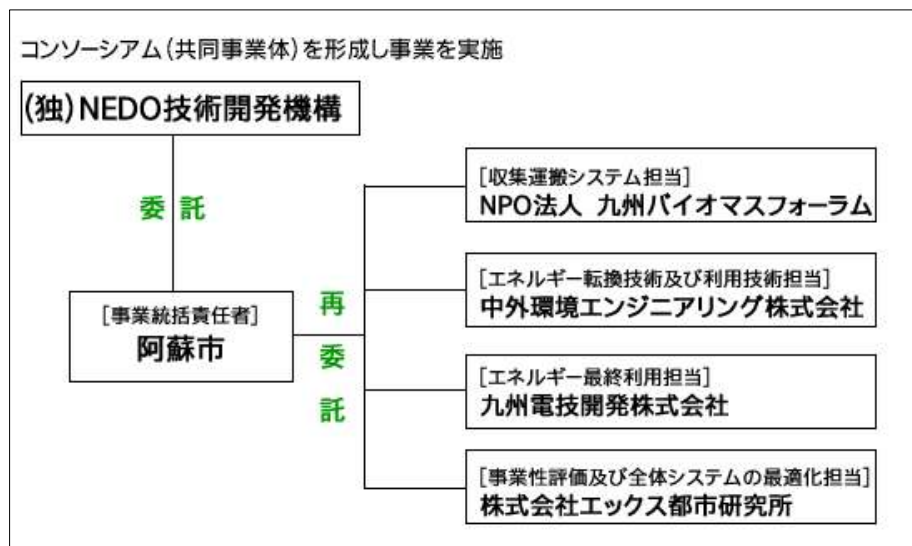 コンソーシアム(共同事業体)を形成し事業を実施
(独)NEDO技術開発機構
委託
[事業統括責任者]
阿蘇市
再委託
[収集運搬システム担当]
NPO法人 九州バイオマスフォーラム
[エネルギー転換技術及び利用技術担当]
中外環境エンジニアリング株式会社
[エネルギー最終利用担当]
九州電技開発株式会社
[事業性評価及び全体システムの最適化担当]
株式会社エックス都市研究所